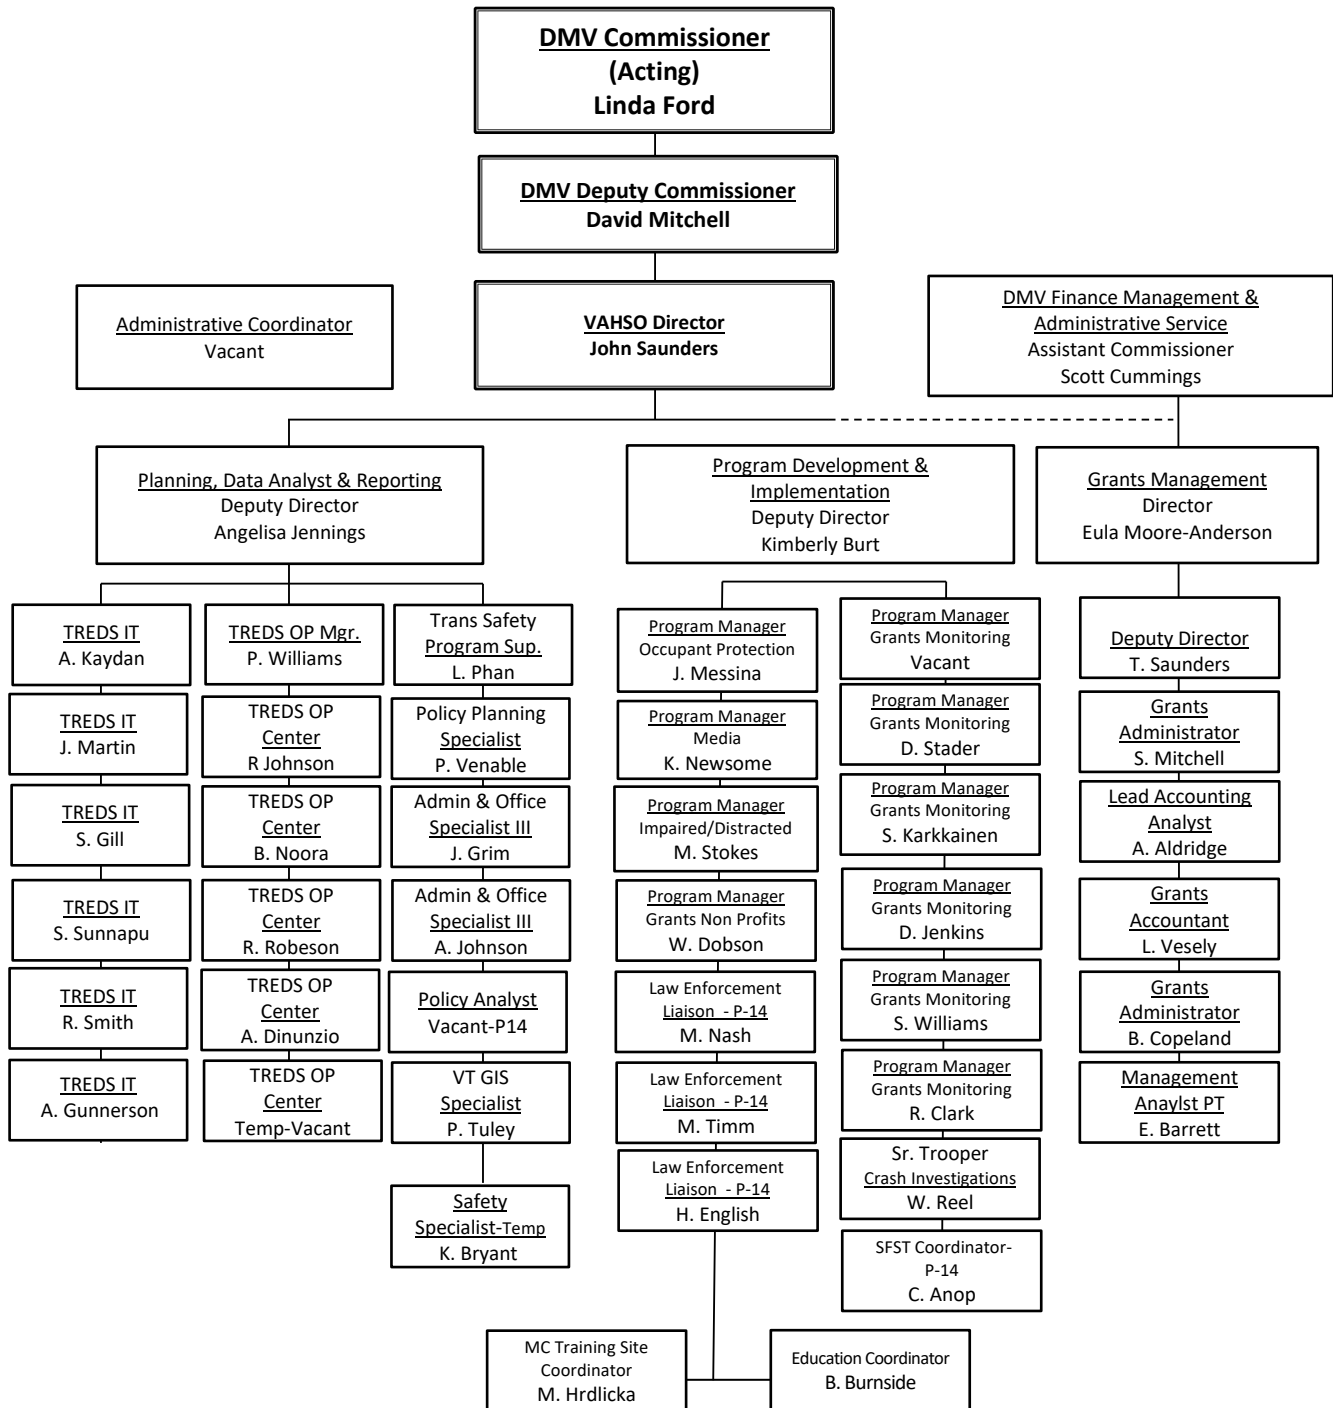 DMV Commissioner
(Acting)
Linda Ford
DMV Deputy Commissioner
David Mitchell
Administrative Coordinator
Vacant
VAHSO Director
John Saunders
DMV Finance Management &
Administrative Service
Assistant Commissioner
Scott Cummings
Planning, Data Analyst & Reporting
Deputy Director
Angelisa Jennings
Program Development &
Implementation
Deputy Director
Kimberly Burt
Grants Management
Director
Eula Moore-Anderson
TREDS IT
A. Kaydan
TREDS IT
J. Martin
TREDS IT
S. Gill
TREDS IT
S. Sunnapu
TREDS IT
R. Smith
TREDS IT
A. Gunnerson
TREDS OP Mgr.
P. Williams
TREDS OP
Center
R Johnson
TREDS OP
Center
B. Noora
TREDS OP
Center
R. Robeson
TREDS OP
Center
A. Dinunzio
TREDS OP
Center
Temp-Vacant
Trans Safety
Program Sup.
L. Phan
Policy Planning
Specialist
P. Venable
Admin & Office
Specialist III
J. Grim
Admin & Office
Specialist III
A. Johnson
Policy Analyst
Vacant-P14
VT GIS
Specialist
P. Tuley
Safety
Specialist-Temp
K. Bryant
Program Manager
Occupant Protection
J. Messina
Program Manager
Media
K. Newsome
Program Manager
Impaired/Distracted
M. Stokes
Program Manager
Grants Non Profits
W. Dobson
Law Enforcement
Liaison - P-14
M. Nash
Law Enforcement
Liaison - P-14
M. Timm
Law Enforcement
Liaison - P-14
H. English
Program Manager
Grants Monitoring
Vacant
Program Manager
Grants Monitoring
D. Stader
Program Manager
Grants Monitoring
S. Karkkainen
Program Manager
Grants Monitoring
D. Jenkins
Program Manager
Grants Monitoring
S. Williams
Program Manager
Grants Monitoring
R. Clark
Sr. Trooper
Crash Investigations
W. Reel
SFST Coordinator-
P-14
C. Anop
Deputy Director
T. Saunders
Grants
Administrator
S. Mitchell
Lead Accounting
Analyst
A. Aldridge
Grants
Accountant
L. Vesely
Grants
Administrator
B. Copeland
Management
Anaylst PT
E. Barrett
MC Training Site
Coordinator
M. Hrdlicka
Education Coordinator
B. Burnside